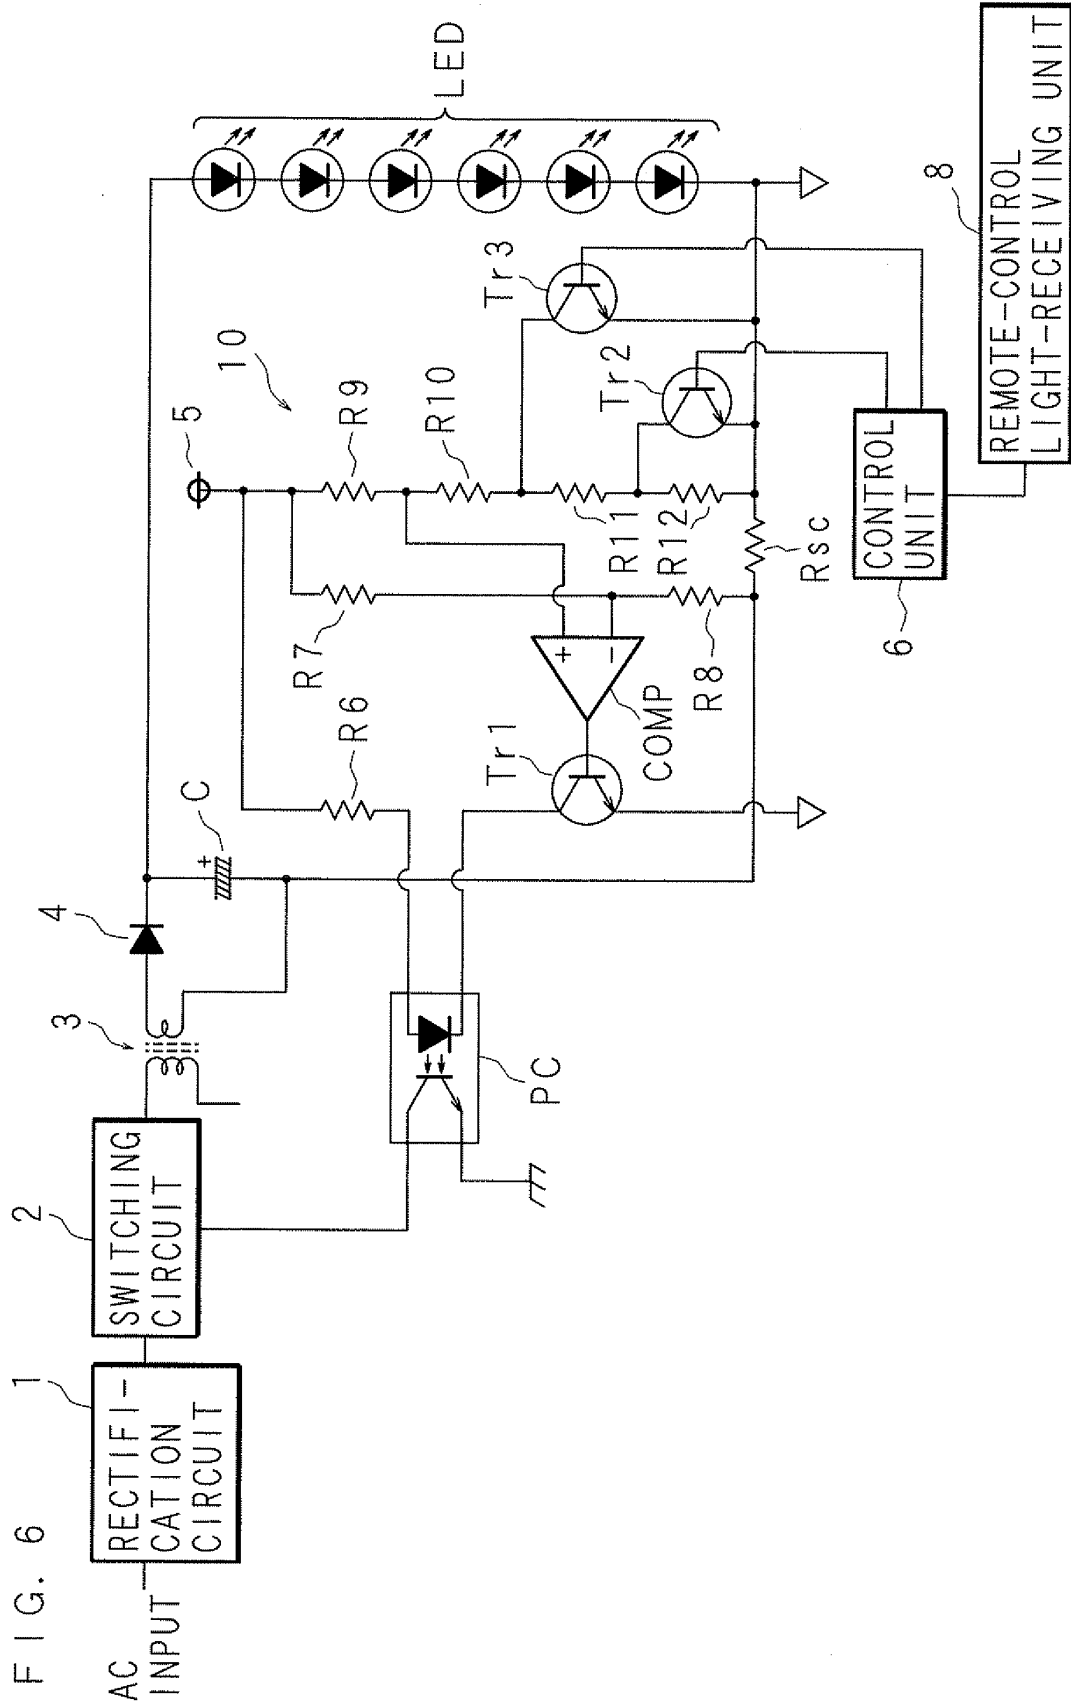 FIG. 6
AC
INPUT
1
RECTIFI-
CATION
CIRCUIT
2
SWITCHING
CIRCUIT
3
4
+
C
PC
R6
Tr1
COMP
+
−
R7
R8
5
10
R9
R10
R11
R12
Rsc
Tr2
Tr3
LED
6
CONTROL
UNIT
8
REMOTE-CONTROL
LIGHT-RECEIVING UNIT